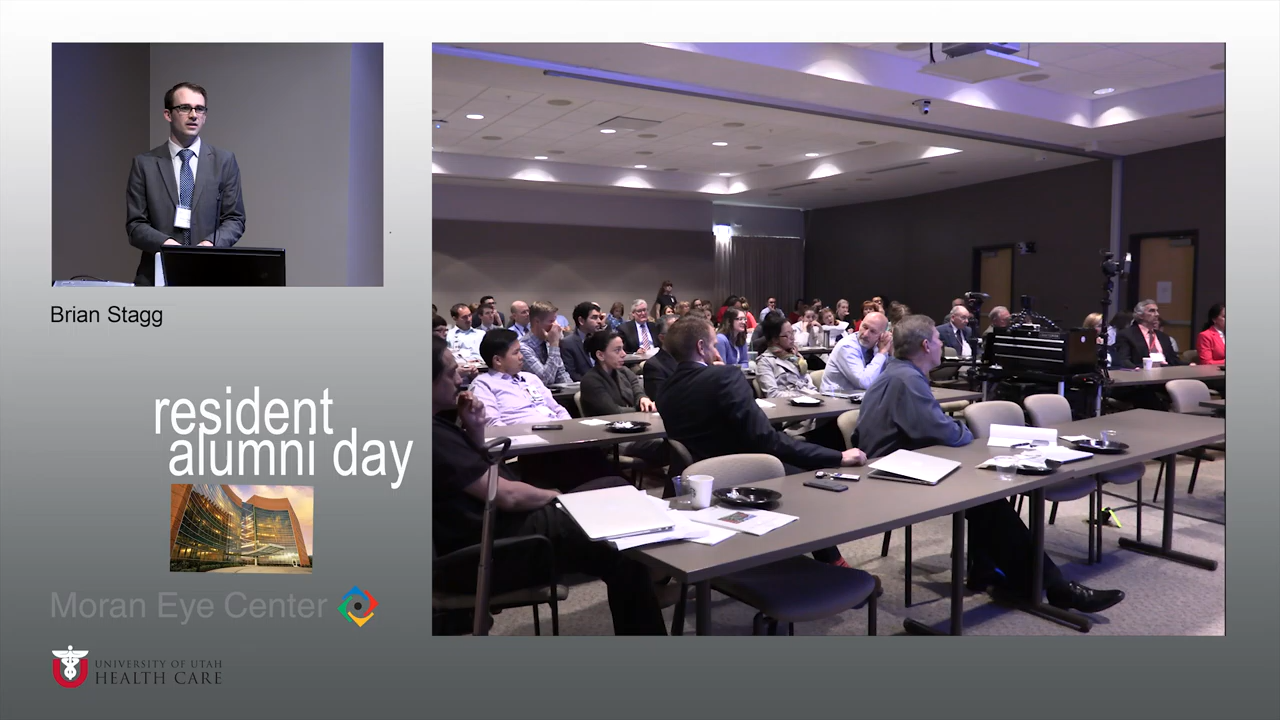 Brian Stagg
resident
alumni day
Moran Eye Center
UNIVERSITY OF UTAH
HEALTH CARE